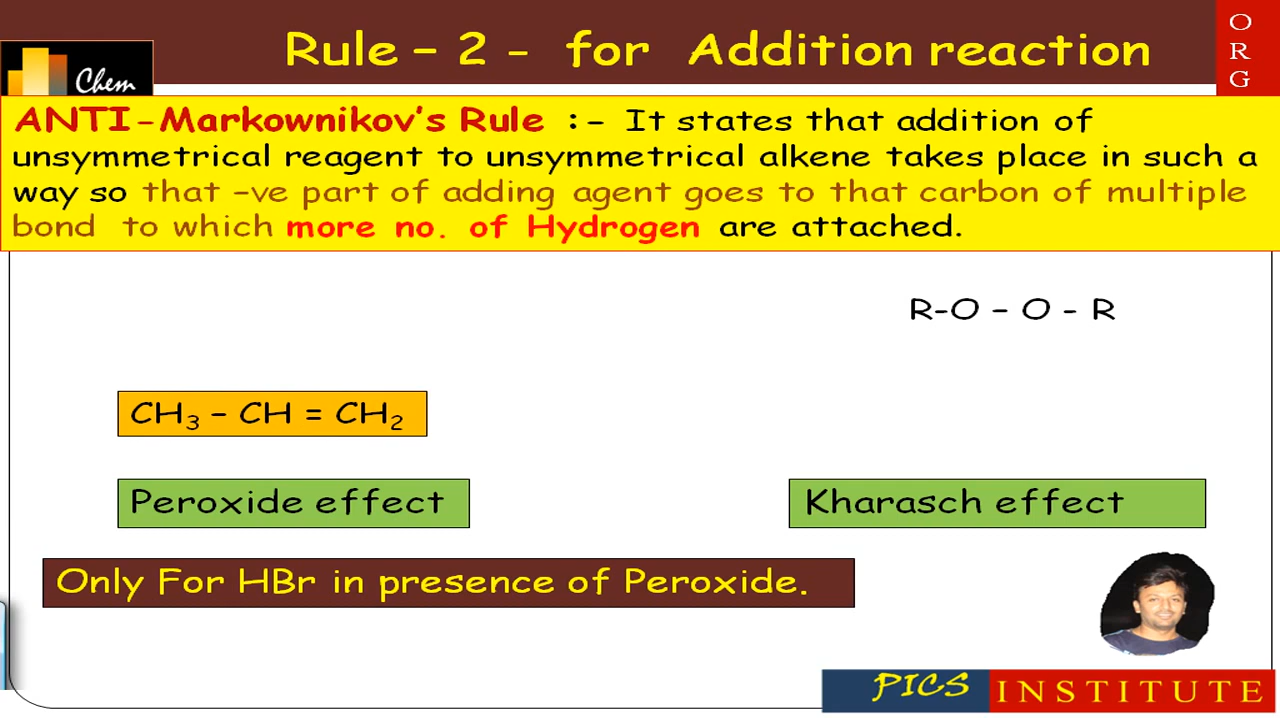 Rule – 2 - for Addition reaction
O
R
G
Chem
ANTI-Markownikov's Rule :- It states that addition of
unsymmetrical reagent to unsymmetrical alkene takes place in such a
way so that –ve part of adding agent goes to that carbon of multiple
bond to which more no. of Hydrogen are attached.
R-O – O - R
CH₃ – CH = CH₂
Peroxide effect
Kharasch effect
Only For HBr in presence of Peroxide.
PICS INSTITUTE